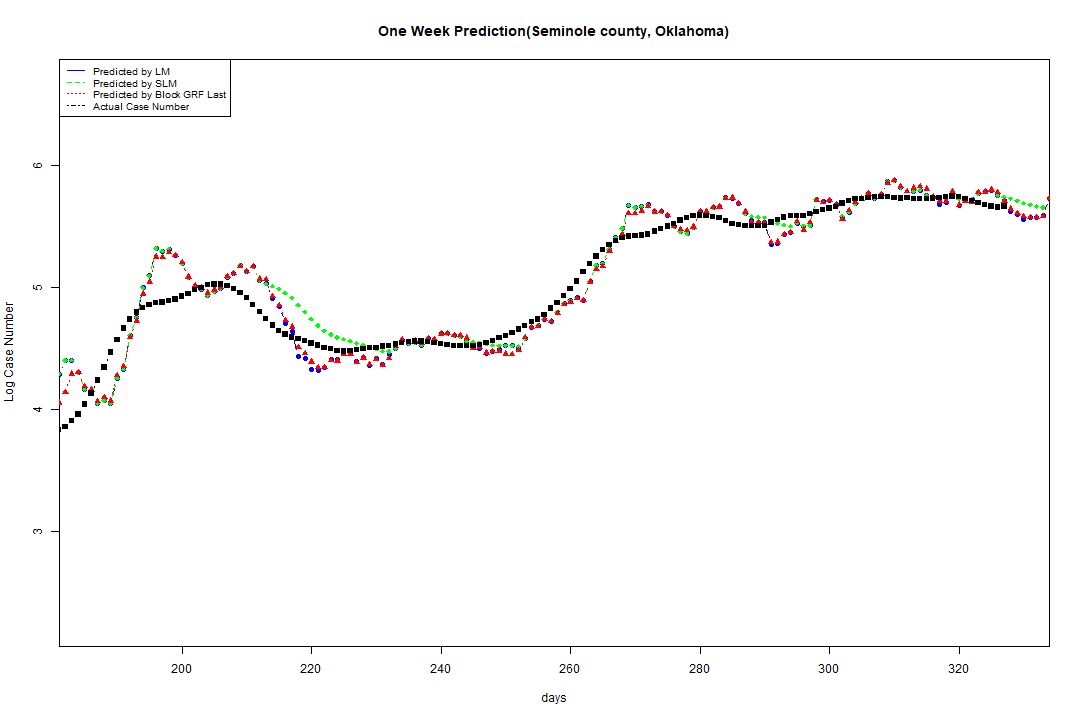 One Week Prediction(Seminole county, Oklahoma)
Predicted by LM
Predicted by SLM
Predicted by Block GRF Last
Actual Case Number
6
5
4
3
Log Case Number
200 220 240 260 280 300 320
days